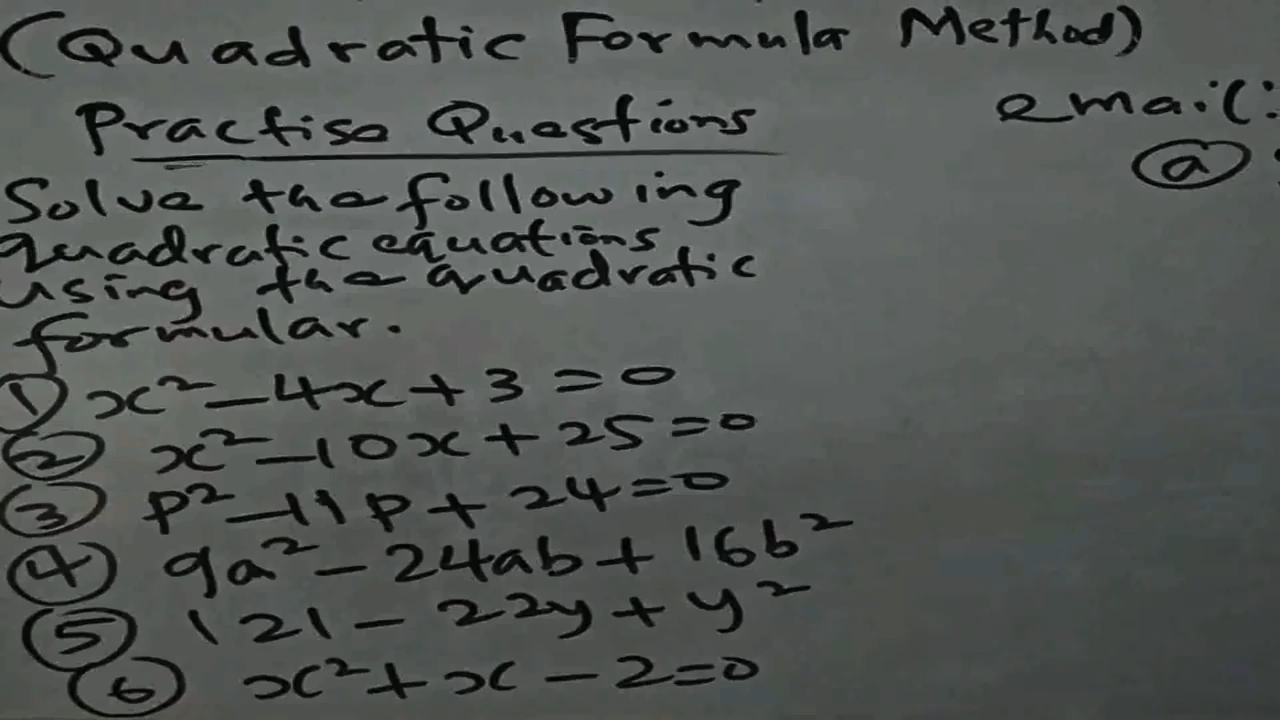 (Quadratic Formular Method)
Practise Questions
email:
@
Solve the following
quadratic equations
using the quadratic
formular.
1) x² - 4x + 3 = 0
2 x² - 10x + 25 = 0
3 p² - 11p + 24 = 0
4 9a² - 24ab + 16b²
5 121 - 22y + y²
6 x² + x - 2 = 0